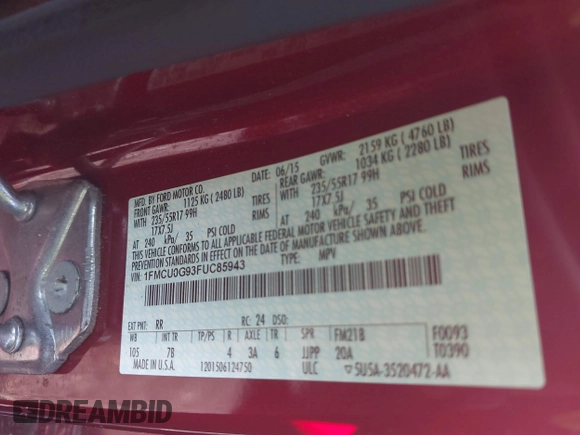 MFD. BY FORD MOTOR CO.
DATE: 06/15 GVWR: 2159 KG ( 4760 LB)
FRONT GAWR: 1125 KG ( 2480 LB) REAR GAWR: 1034 KG ( 2280 LB)
WITH 235/55R17 99H TIRES WITH 235/55R17 99H TIRES
17X7.5J RIMS 17X7.5J RIMS
AT 240 kPa/ 35 PSI COLD AT 240 kPa/ 35 PSI COLD
THIS VEHICLE CONFORMS TO ALL APPLICABLE FEDERAL MOTOR VEHICLE SAFETY AND THEFT
PREVENTION STANDARDS IN EFFECT ON THE DATE OF MANUFACTURE SHOWN ABOVE.
VIN: 1FMCU0G93FUC85943 TYPE: MPV
EXT PNT: RR RC: 24 DSO:
WB INT TR TP/PS R AXLE TR SPR FM21B F0093
105 7B 4 3A 6 JJPP 20A T0390
MADE IN U.S.A. 1201506124750 ULC SU5A-3520472-AA
DREAMBID